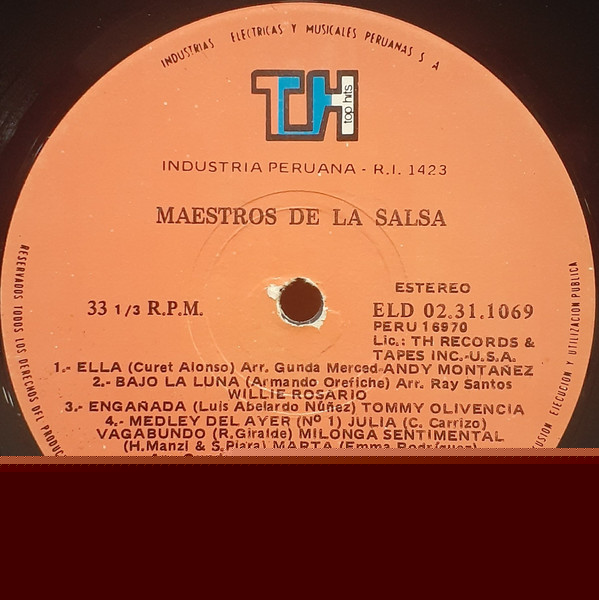 INDUSTRIAS ELECTRICAS Y MUSICALES PERUANAS S A
TH
top hits
INDUSTRIA PERUANA - R.I. 1423
MAESTROS DE LA SALSA
33 1/3 R.P.M.
ESTEREO
ELD 02.31.1069
PERU 16970
Lic.: TH RECORDS &
TAPES INC.-U.S.A.
1.- ELLA (Curet Alonso) Arr. Gunda Merced-ANDY MONTAÑEZ
2.- BAJO LA LUNA (Armando Orefiche) Arr. Ray Santos
WILLIE ROSARIO
3.- ENGAÑADA (Luis Abelardo Núñez) TOMMY OLIVENCIA
4.- MEDLEY DEL AYER (Nº 1) JULIA (C. Carrizo)
VAGABUNDO (R. Giralde) MILONGA SENTIMENTAL
(H. Manzi & S. Piara) MARTA (Emma Rodríguez)
RESERVADOS TODOS LOS DERECHOS DEL
EJECUCION Y UTILIZACION PUBLICA